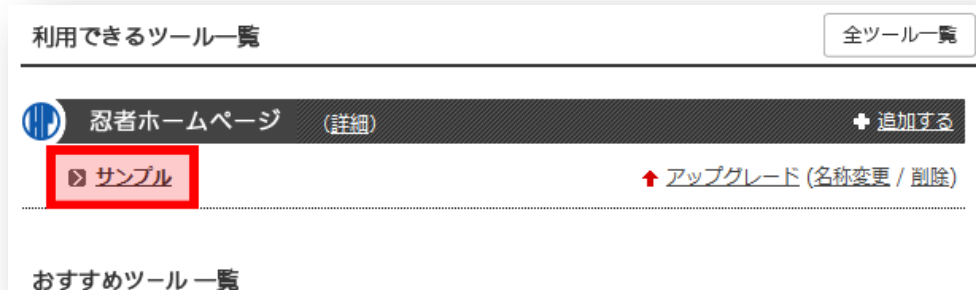 利用できるツール一覧 全ツール一覧
忍者ホームページ (詳細) 追加する
サンプル アップグレード (名称変更 / 削除)
おすすめツール一覧